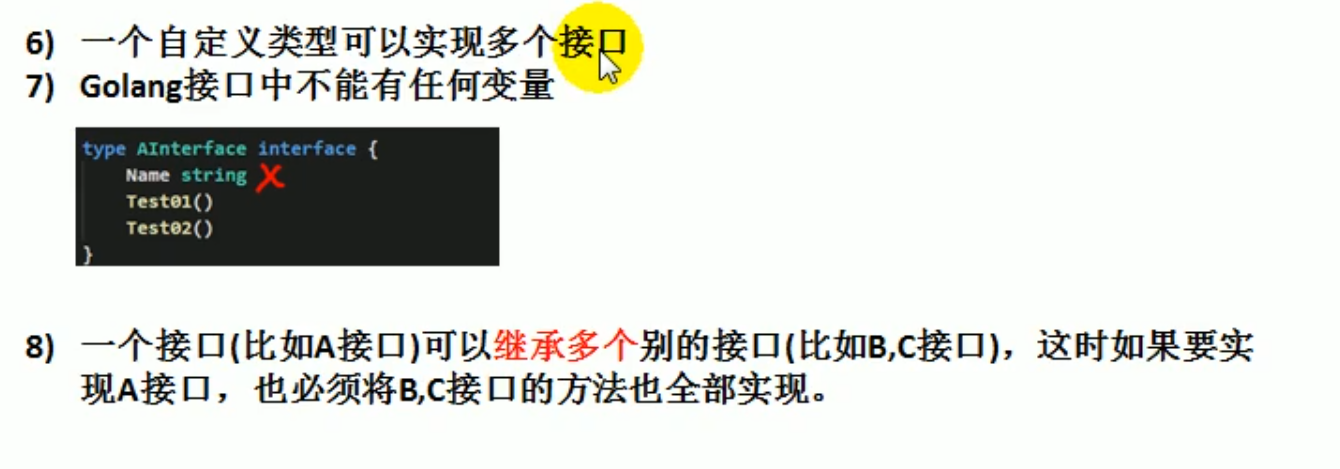 6) 一个自定义类型可以实现多个接口
7) Golang接口中不能有任何变量
type AInterface interface {
Name string
Test01()
Test02()
}
8) 一个接口(比如A接口)可以继承多个别的接口(比如B,C接口)，这时如果要实
现A接口，也必须将B,C接口的方法也全部实现。